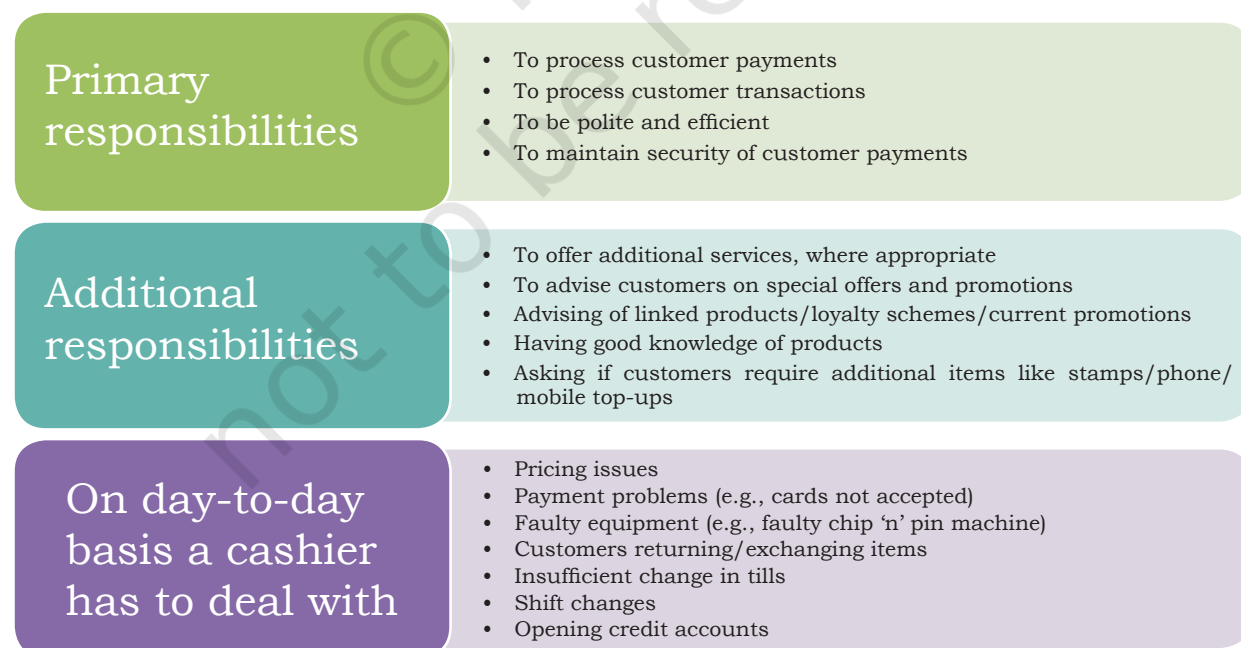 Primary
responsibilities
• To process customer payments
• To process customer transactions
• To be polite and efficient
• To maintain security of customer payments
Additional
responsibilities
• To offer additional services, where appropriate
• To advise customers on special offers and promotions
• Advising of linked products/loyalty schemes/current promotions
• Having good knowledge of products
• Asking if customers require additional items like stamps/phone/
mobile top-ups
On day-to-day
basis a cashier
has to deal with
• Pricing issues
• Payment problems (e.g., cards not accepted)
• Faulty equipment (e.g., faulty chip ‘n’ pin machine)
• Customers returning/exchanging items
• Insufficient change in tills
• Shift changes
• Opening credit accounts
©
not to be